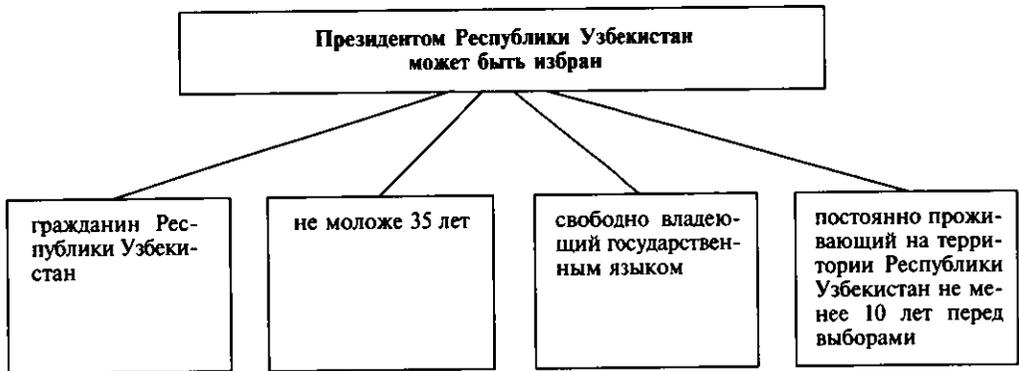 Президентом Республики Узбекистан
может быть избран
гражданин Рес-
публики Узбеки-
стан
не моложе 35 лет
свободно владею-
щий государствен-
ным языком
постоянно прожи-
вающий на терри-
тории Республики
Узбекистан не ме-
нее 10 лет перед
выборами